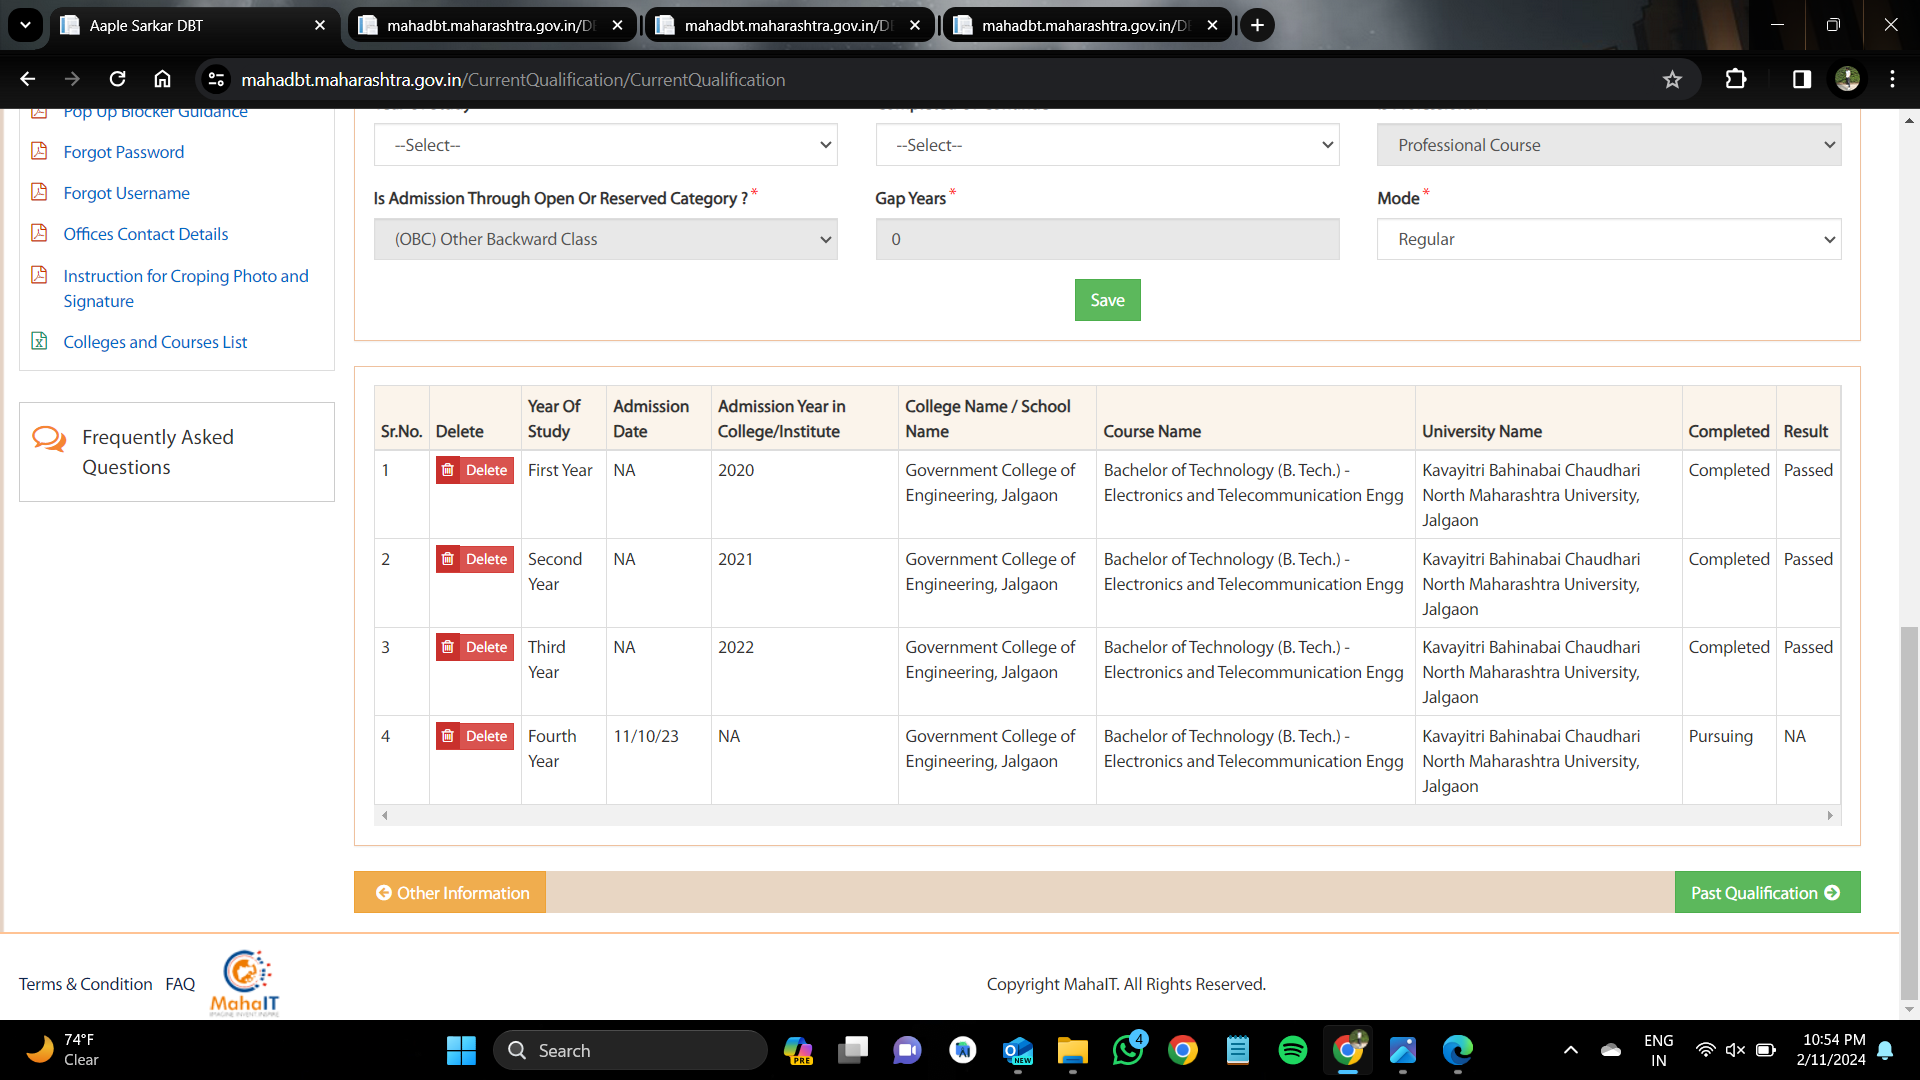 Aaple Sarkar DBT
mahadbt.maharashtra.gov.in/DE
mahadbt.maharashtra.gov.in/DE
mahadbt.maharashtra.gov.in/DE
mahadbt.maharashtra.gov.in/CurrentQualification/CurrentQualification
Pop Up Blocker Guidance
Forgot Password
Forgot Username
Offices Contact Details
Instruction for Croping Photo and
Signature
Colleges and Courses List
Frequently Asked
Questions
--Select--
--Select--
Professional Course
Is Admission Through Open Or Reserved Category ? *
Gap Years *
Mode *
(OBC) Other Backward Class
0
Regular
Save
Sr.No. Delete Year Of Study Admission Date Admission Year in College/Institute College Name / School Name Course Name University Name Completed Result
1 Delete First Year NA 2020 Government College of Bachelor of Technology (B. Tech.) - Kavayitri Bahinabai Chaudhari Completed Passed
Engineering, Jalgaon Electronics and Telecommunication Engg North Maharashtra University,
Jalgaon
2 Delete Second NA 2021 Government College of Bachelor of Technology (B. Tech.) - Kavayitri Bahinabai Chaudhari Completed Passed
Year Engineering, Jalgaon Electronics and Telecommunication Engg North Maharashtra University,
Jalgaon
3 Delete Third NA 2022 Government College of Bachelor of Technology (B. Tech.) - Kavayitri Bahinabai Chaudhari Completed Passed
Year Engineering, Jalgaon Electronics and Telecommunication Engg North Maharashtra University,
Jalgaon
4 Delete Fourth 11/10/23 NA Government College of Bachelor of Technology (B. Tech.) - Kavayitri Bahinabai Chaudhari Pursuing NA
Year Engineering, Jalgaon Electronics and Telecommunication Engg North Maharashtra University,
Jalgaon
Other Information
Past Qualification
Terms & Condition FAQ
MahaIT
Copyright MahaIT. All Rights Reserved.
74°F
Clear
Search
PRE
NEW
4
ENG
IN
10:54 PM
2/11/2024